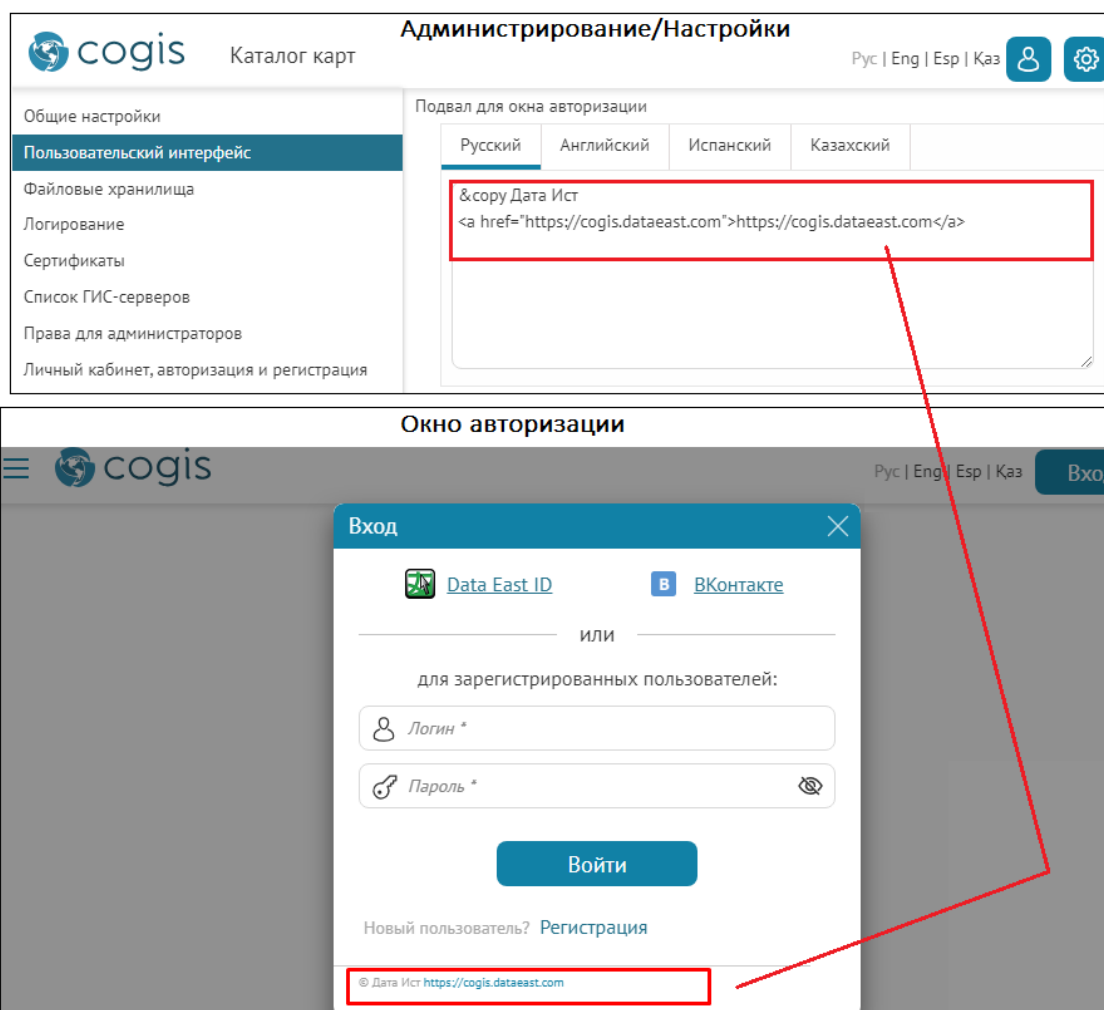 Администрирование/Настройки
cogis Каталог карт Рус | Eng | Esp | Қаз
Общие настройки
Пользовательский интерфейс
Файловые хранилища
Логирование
Сертификаты
Список ГИС-серверов
Права для администраторов
Личный кабинет, авторизация и регистрация
Подвал для окна авторизации
Русский Английский Испанский Казахский
&copy Дата Ист
<a href="https://cogis.dataeast.com">https://cogis.dataeast.com</a>
Окно авторизации
cogis Рус | Eng | Esp | Қаз Вхо
Вход
Data East ID B ВКонтакте
или
для зарегистрированных пользователей:
Логин *
Пароль *
Войти
Новый пользователь? Регистрация
© Дата Ист https://cogis.dataeast.com